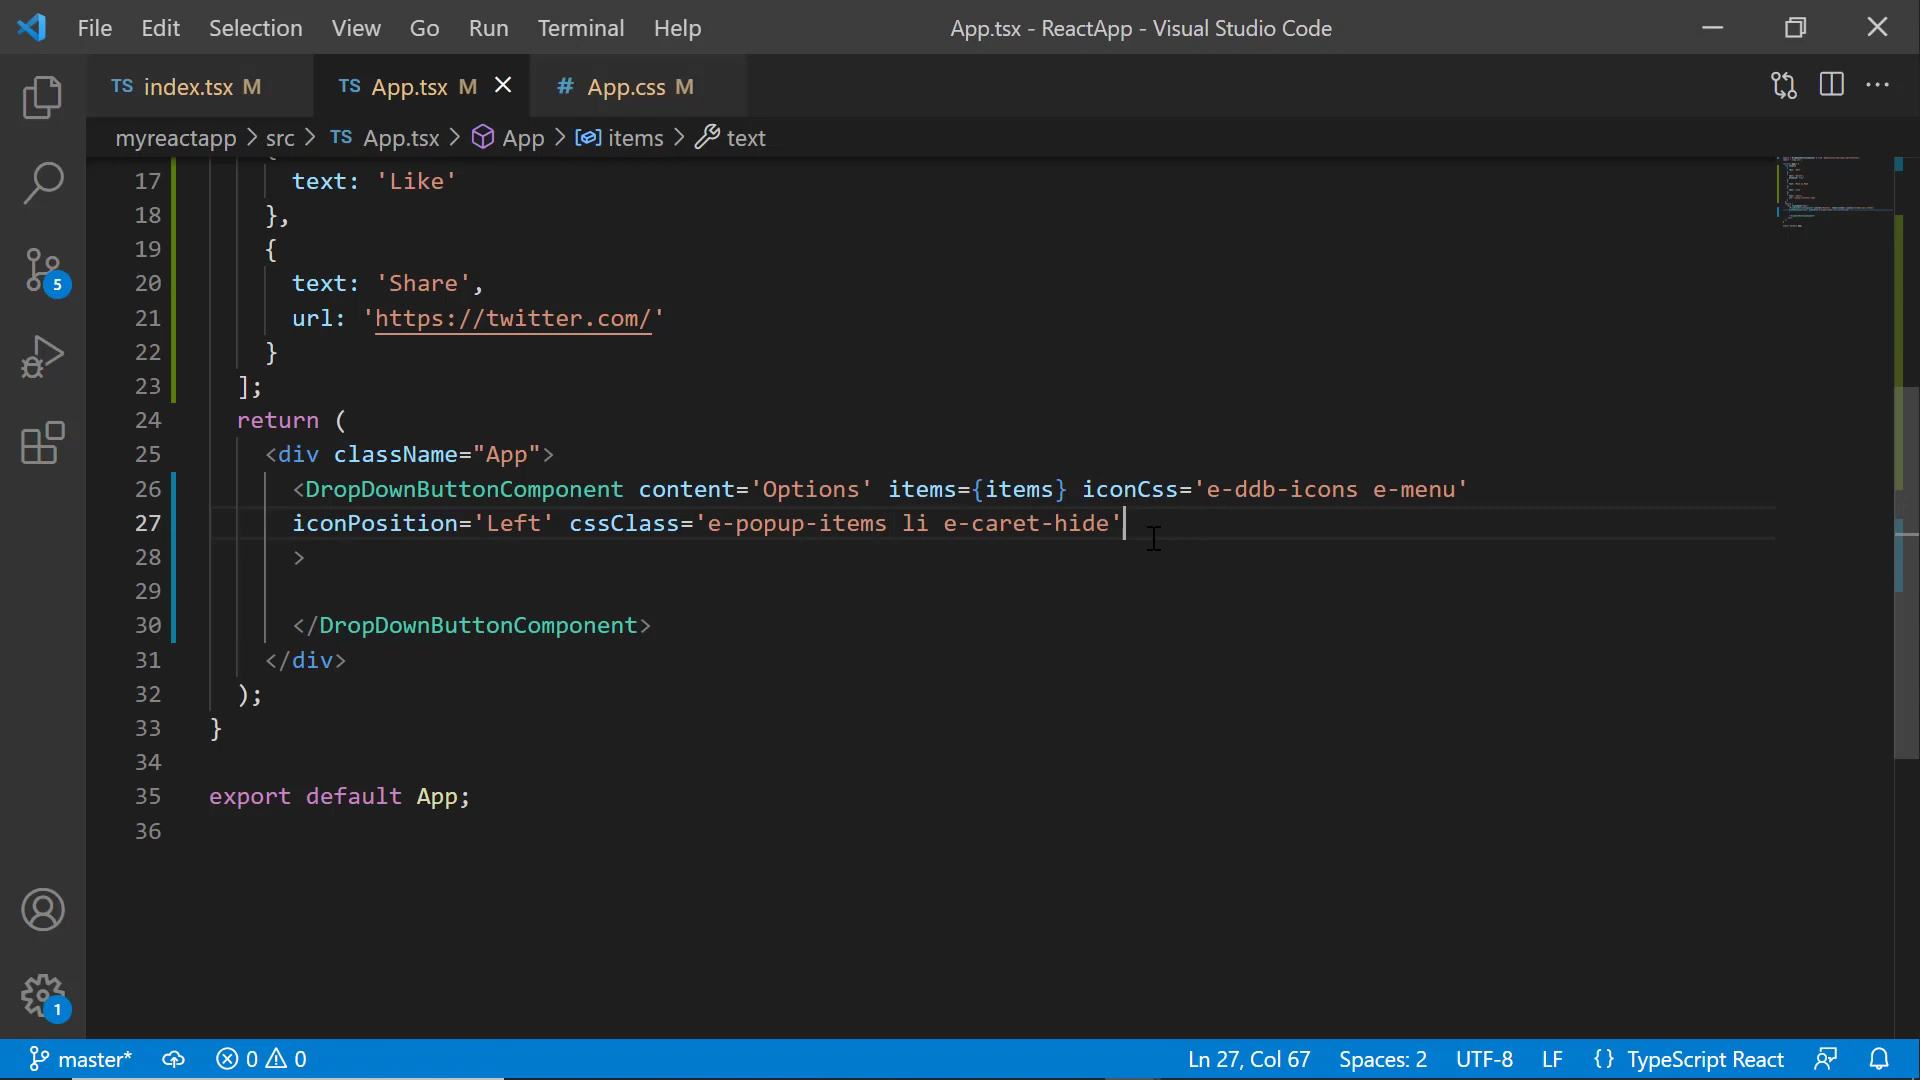 File Edit Selection View Go Run Terminal Help App.tsx - ReactApp - Visual Studio Code
TS index.tsx M TS App.tsx M # App.css M
myreactapp > src > TS App.tsx > App > items > text
17 text: 'Like'
18 },
19 {
20 text: 'Share',
21 url: 'https://twitter.com/'
22 }
23 ];
24 return (
25 <div className="App">
26 <DropDownButtonComponent content='Options' items={items} iconCss='e-ddb-icons e-menu'
27 iconPosition='Left' cssClass='e-popup-items li e-caret-hide'
28 >
29
30 </DropDownButtonComponent>
31 </div>
32 );
33 }
34
35 export default App;
36
5
1
master* 0 0 Ln 27, Col 67 Spaces: 2 UTF-8 LF {} TypeScript React